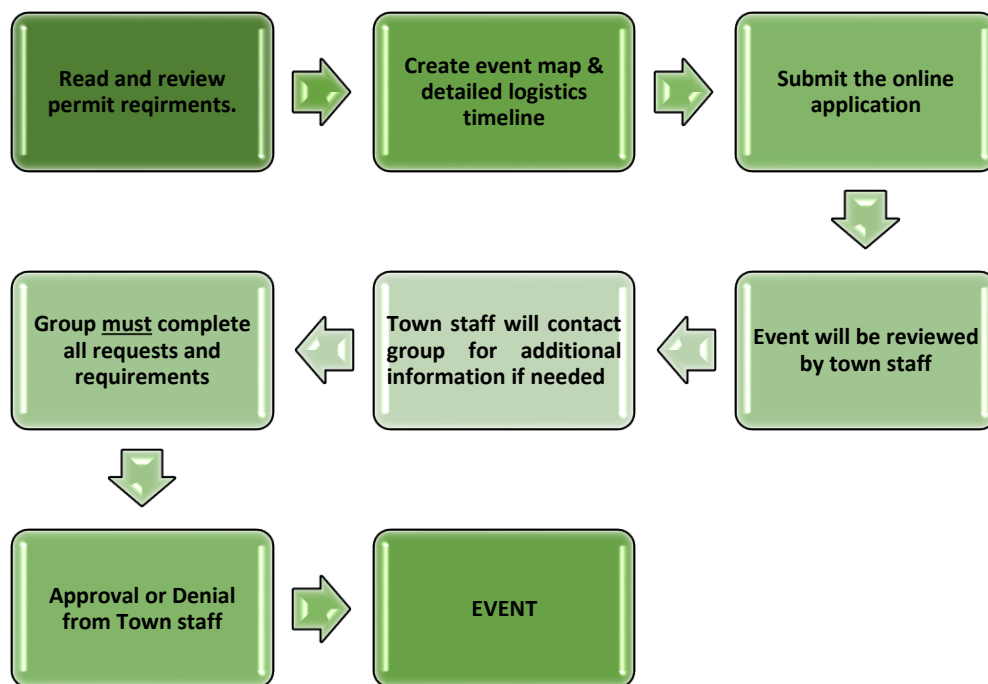 Read and review
permit reqirments.
Create event map &
detailed logistics
timeline
Submit the online
application
Event will be reviewed
by town staff
Town staff will contact
group for additional
information if needed
Group must complete
all requests and
requirements
Approval or Denial
from Town staff
EVENT